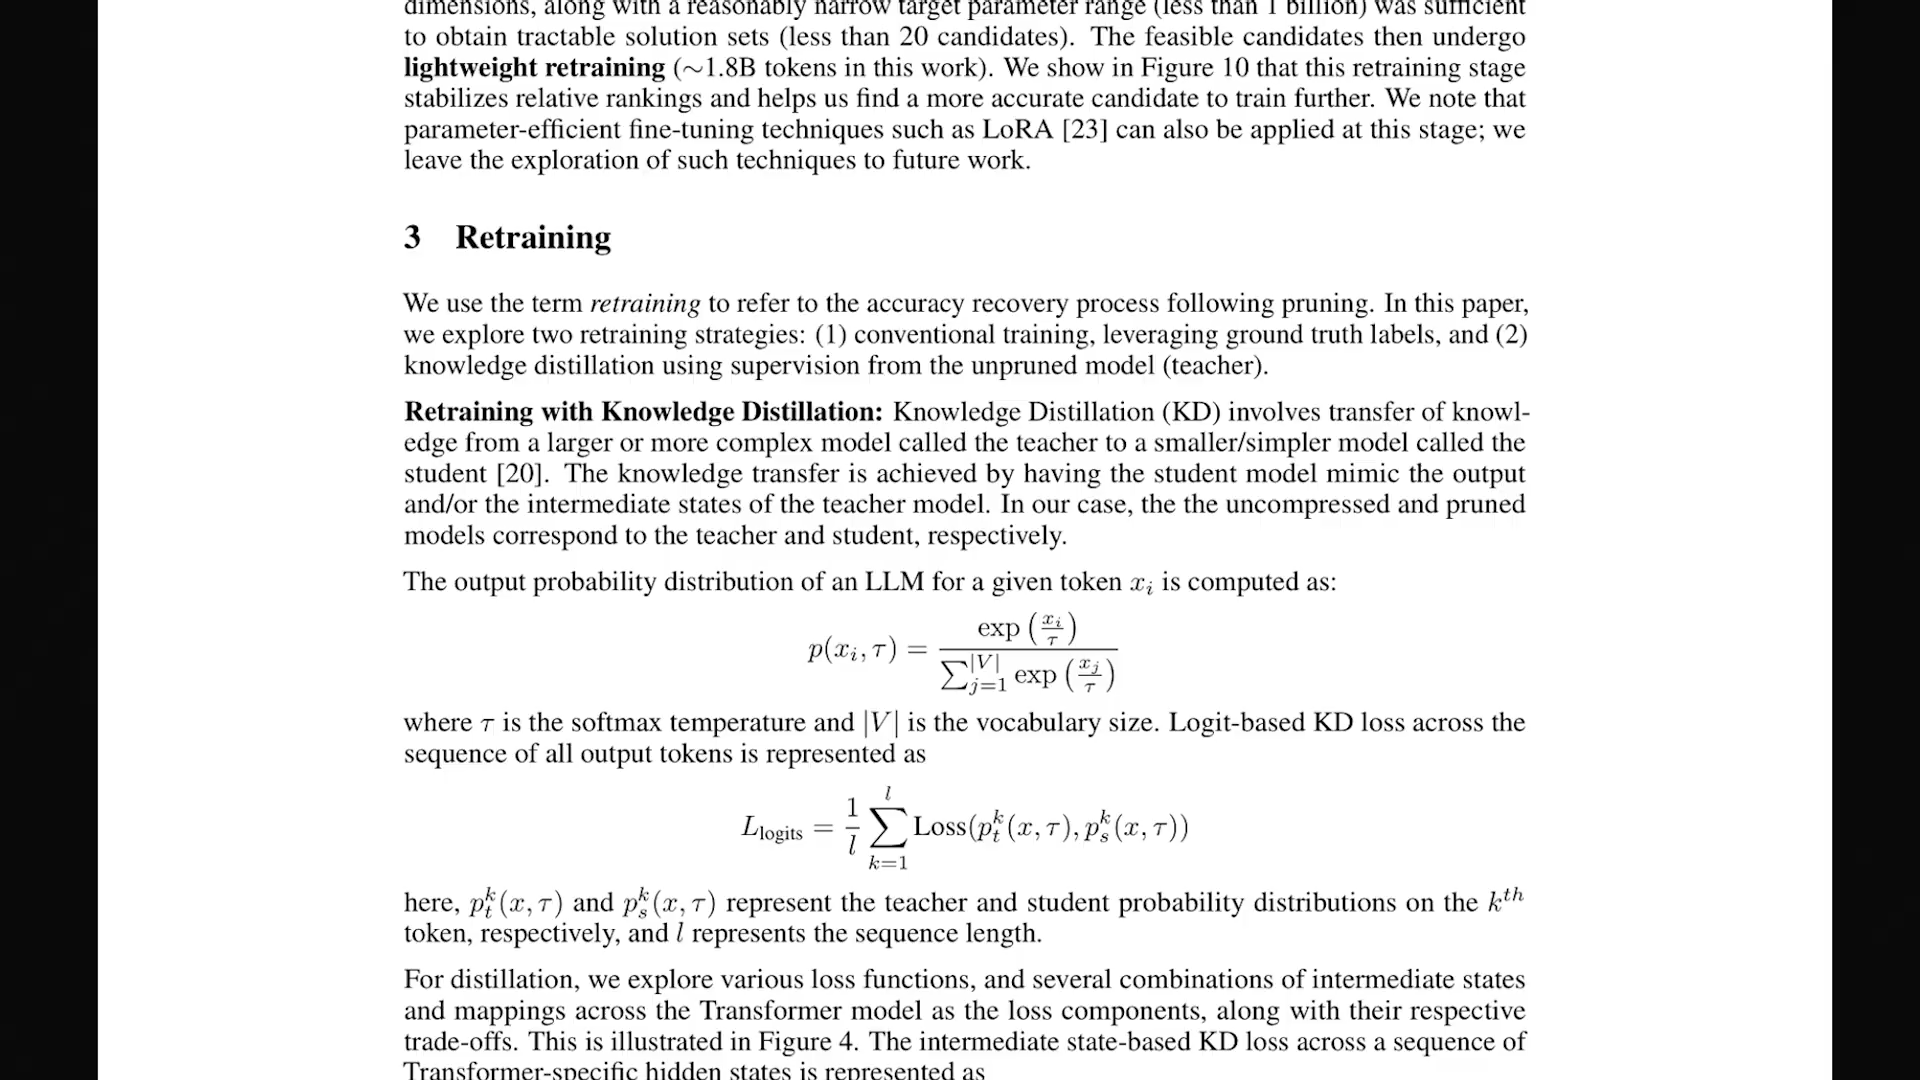 dimensions, along with a reasonably narrow target parameter range (less than 1 billion) was sufficient
to obtain tractable solution sets (less than 20 candidates). The feasible candidates then undergo
lightweight retraining (∼1.8B tokens in this work). We show in Figure 10 that this retraining stage
stabilizes relative rankings and helps us find a more accurate candidate to train further. We note that
parameter-efficient fine-tuning techniques such as LoRA [23] can also be applied at this stage; we
leave the exploration of such techniques to future work.
3 Retraining
We use the term retraining to refer to the accuracy recovery process following pruning. In this paper,
we explore two retraining strategies: (1) conventional training, leveraging ground truth labels, and (2)
knowledge distillation using supervision from the unpruned model (teacher).
Retraining with Knowledge Distillation: Knowledge Distillation (KD) involves transfer of knowl-
edge from a larger or more complex model called the teacher to a smaller/simpler model called the
student [20]. The knowledge transfer is achieved by having the student model mimic the output
and/or the intermediate states of the teacher model. In our case, the the uncompressed and pruned
models correspond to the teacher and student, respectively.
The output probability distribution of an LLM for a given token x_i is computed as:
p(x_i, τ) = exp(x_i/τ) / ∑_{j=1}^{|V|} exp(x_j/τ)
where τ is the softmax temperature and |V| is the vocabulary size. Logit-based KD loss across the
sequence of all output tokens is represented as
L_logits = 1/l ∑_{k=1}^{l} Loss(p_t^k(x, τ), p_s^k(x, τ))
here, p_t^k(x, τ) and p_s^k(x, τ) represent the teacher and student probability distributions on the k^th
token, respectively, and l represents the sequence length.
For distillation, we explore various loss functions, and several combinations of intermediate states
and mappings across the Transformer model as the loss components, along with their respective
trade-offs. This is illustrated in Figure 4. The intermediate state-based KD loss across a sequence of
Transformer-specific hidden states is represented as